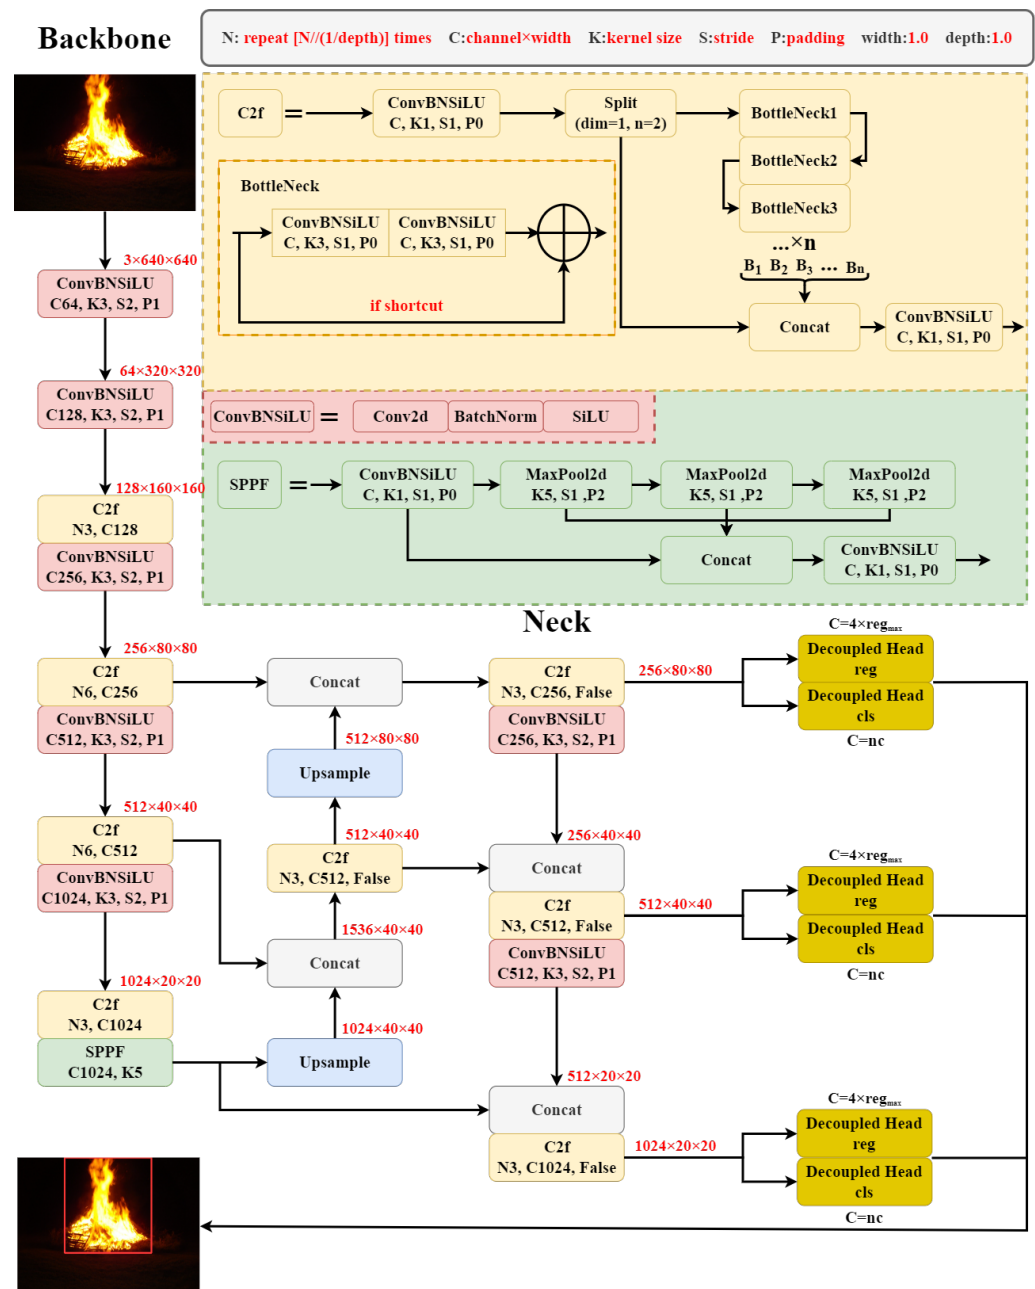 Backbone
N: repeat [N//(1/depth)] times C:channel×width K:kernel size S:stride P:padding width:1.0 depth:1.0
C2f
=
ConvBNSiLU
C, K1, S1, P0
Split
(dim=1, n=2)
BottleNeck1
BottleNeck2
BottleNeck3
...×n
B1 B2 B3 ... Bn
BottleNeck
ConvBNSiLU
C, K3, S1, P0
ConvBNSiLU
C, K3, S1, P0
if shortcut
Concat
ConvBNSiLU
C, K1, S1, P0
ConvBNSiLU
=
Conv2d
BatchNorm
SiLU
SPPF
=
ConvBNSiLU
C, K1, S1, P0
MaxPool2d
K5, S1 ,P2
MaxPool2d
K5, S1 ,P2
MaxPool2d
K5, S1 ,P2
Concat
ConvBNSiLU
C, K1, S1, P0
3×640×640
ConvBNSiLU
C64, K3, S2, P1
64×320×320
ConvBNSiLU
C128, K3, S2, P1
128×160×160
C2f
N3, C128
ConvBNSiLU
C256, K3, S2, P1
256×80×80
C2f
N6, C256
ConvBNSiLU
C512, K3, S2, P1
512×40×40
C2f
N6, C512
ConvBNSiLU
C1024, K3, S2, P1
1024×20×20
C2f
N3, C1024
SPPF
C1024, K5
Neck
Concat
512×80×80
Upsample
512×40×40
C2f
N3, C512, False
1536×40×40
Concat
1024×40×40
Upsample
C2f
N3, C256, False
ConvBNSiLU
C256, K3, S2, P1
256×40×40
Concat
C2f
N3, C512, False
ConvBNSiLU
C512, K3, S2, P1
512×20×20
Concat
C2f
N3, C1024, False
256×80×80
C=4×regmax
Decoupled Head
reg
Decoupled Head
cls
C=nc
512×40×40
C=4×regmax
Decoupled Head
reg
Decoupled Head
cls
C=nc
1024×20×20
C=4×regmax
Decoupled Head
reg
Decoupled Head
cls
C=nc